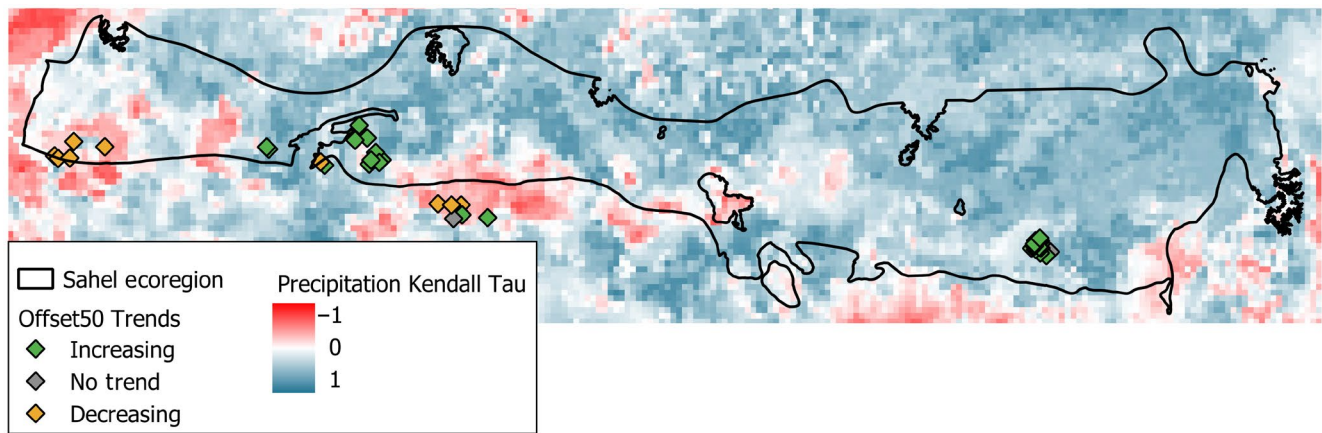 Sahel ecoregion
Offset50 Trends
Increasing
No trend
Decreasing
Precipitation Kendall Tau
−1
0
1